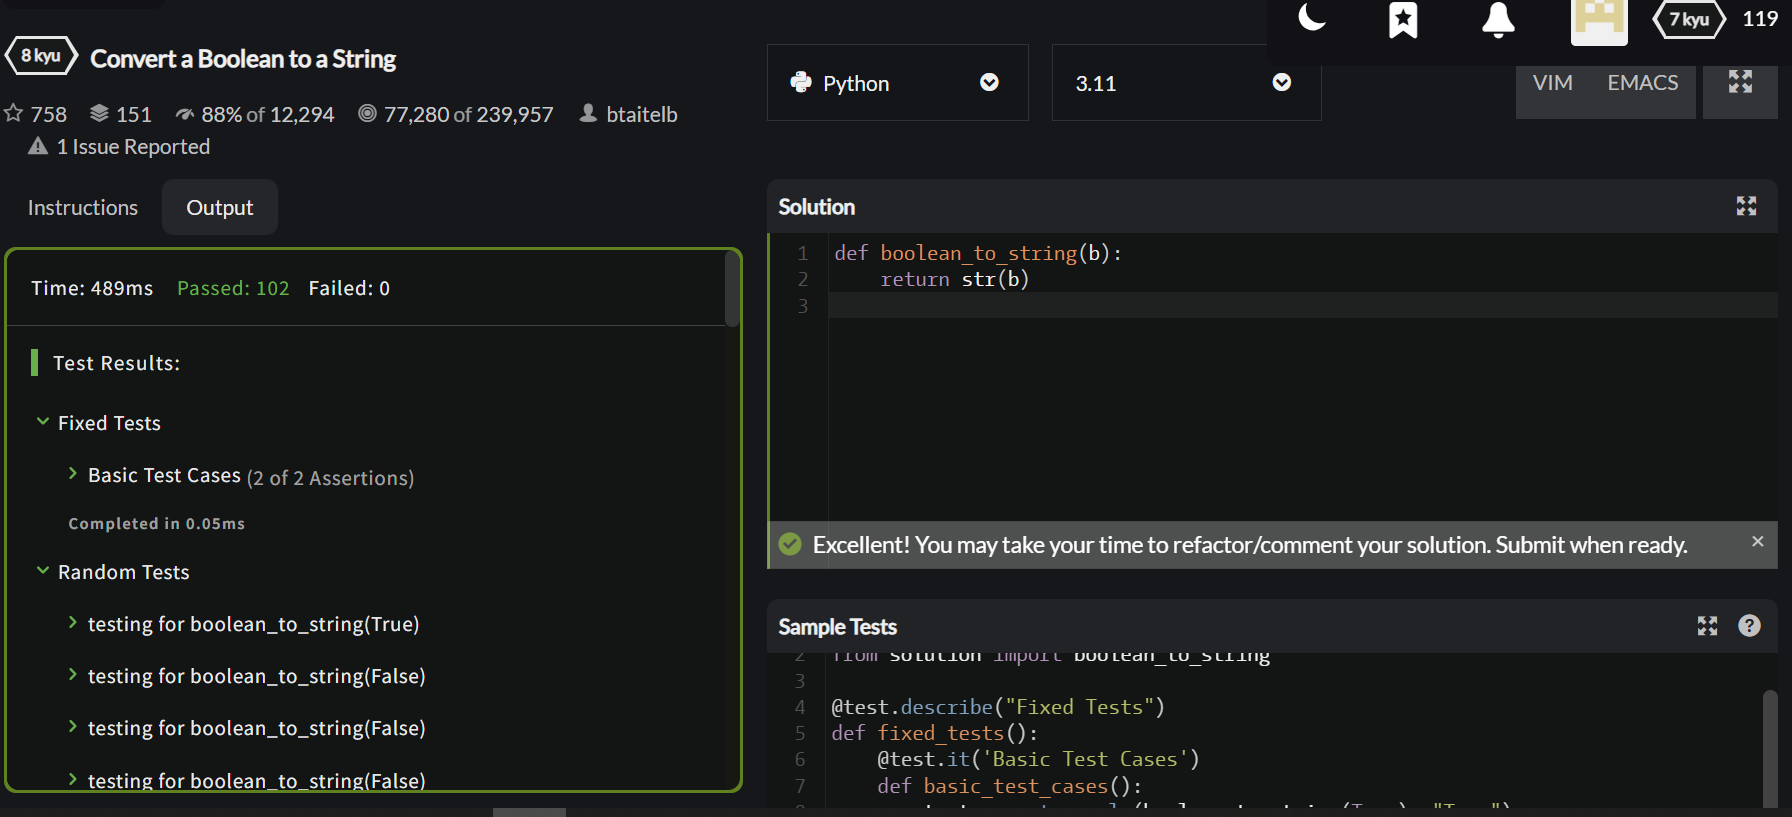 8 kyu Convert a Boolean to a String
758 151 88% of 12,294 77,280 of 239,957 btaitelb
1 Issue Reported
Python 3.11
7 kyu 119
VIM EMACS
Instructions Output
Time: 489ms Passed: 102 Failed: 0
Test Results:
Fixed Tests
Basic Test Cases (2 of 2 Assertions)
Completed in 0.05ms
Random Tests
testing for boolean_to_string(True)
testing for boolean_to_string(False)
testing for boolean_to_string(False)
testing for boolean_to_string(False)
Solution
1 def boolean_to_string(b):
2     return str(b)
3
Excellent! You may take your time to refactor/comment your solution. Submit when ready. ×
Sample Tests ?
2 from solution import boolean_to_string
3
4 @test.describe("Fixed Tests")
5 def fixed_tests():
6     @test.it('Basic Test Cases')
7     def basic_test_cases():